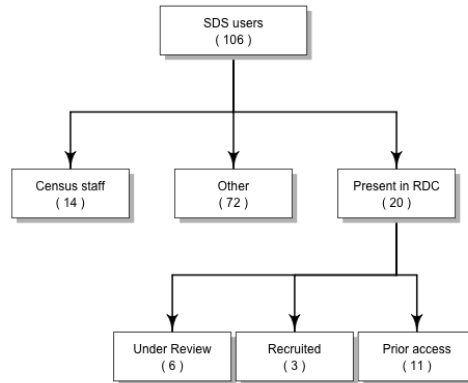 SDS users
( 106 )
Census staff
( 14 )
Other
( 72 )
Present in RDC
( 20 )
Under Review
( 6 )
Recruited
( 3 )
Prior access
( 11 )